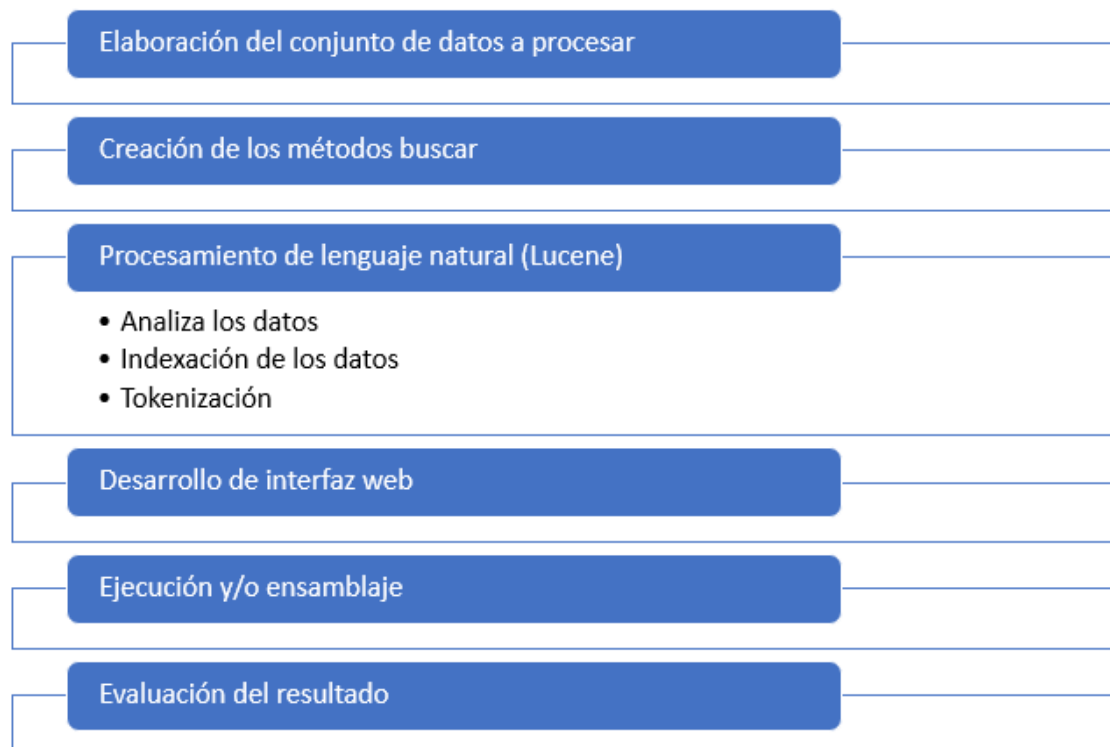 Elaboración del conjunto de datos a procesar
Creación de los métodos buscar
Procesamiento de lenguaje natural (Lucene)
• Analiza los datos
• Indexación de los datos
• Tokenización
Desarrollo de interfaz web
Ejecución y/o ensamblaje
Evaluación del resultado